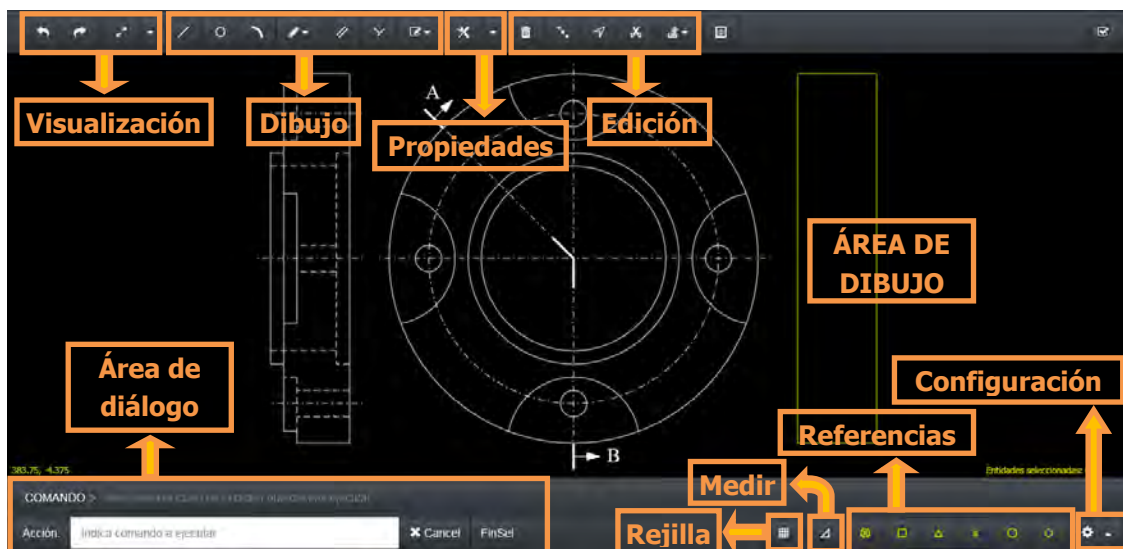 Visualización
Dibujo
Propiedades
Edición
A
ÁREA DE
DIBUJO
Área de
diálogo
Configuración
Referencias
B
383.75, -4.375
Entidades seleccionadas:
Medir
COMANDO >
Acción:
Indica comando a ejecutar
✖ Cancel
FinSel
Rejilla